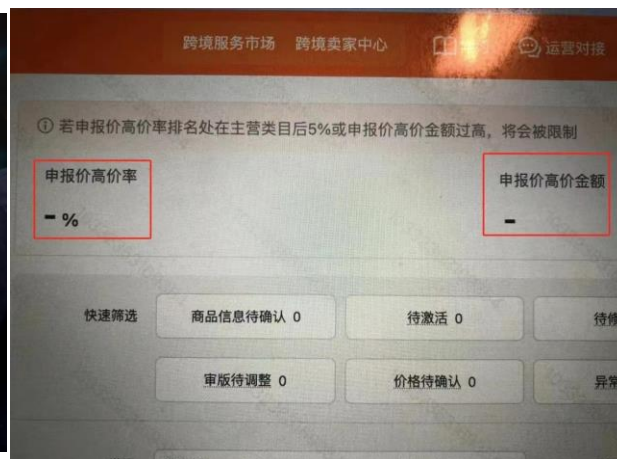 跨境服务市场 跨境卖家中心 运营对接
若申报价高价率排名处在主营类目后5%或申报价高价金额过高，将会被限制
申报价高价率
申报价高价金额
- %
-
快速筛选
商品信息待确认 0
待激活 0
审版待调整 0
价格待确认 0
异常